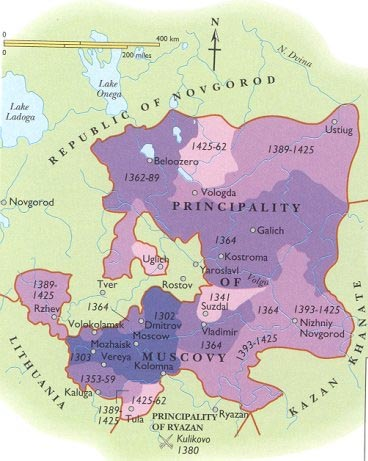 0 400 km
0 200 miles
N
N. Dvina
Lake Onega
Lake Ladoga
REPUBLIC OF NOVGOROD
Ustiug
1425-62
1389-1425
Beloozero
1362-89
Vologda
Novgorod
PRINCIPALITY
1364
Galich
Kostroma
Uglich
Yaroslavl
OF
Volga
Rostov
Tver
1364
1389-
1425
Rzhev
1341
Suzdal
1364
1393-1425
Nizhniy
Novgorod
1302
Dmitrov
Volokolamsk
Vladimir
1364
1393-1425
Moscow
Mozhaisk
1303
Vereya
MUSCOVY
Kolomna
1353-59
Kaluga
1389-
1425
1425-62
Tula
LITHUANIA
KAZAN KHANATE
PRINCIPALITY
OF RYAZAN
Ryazan
Kulikovo
1380